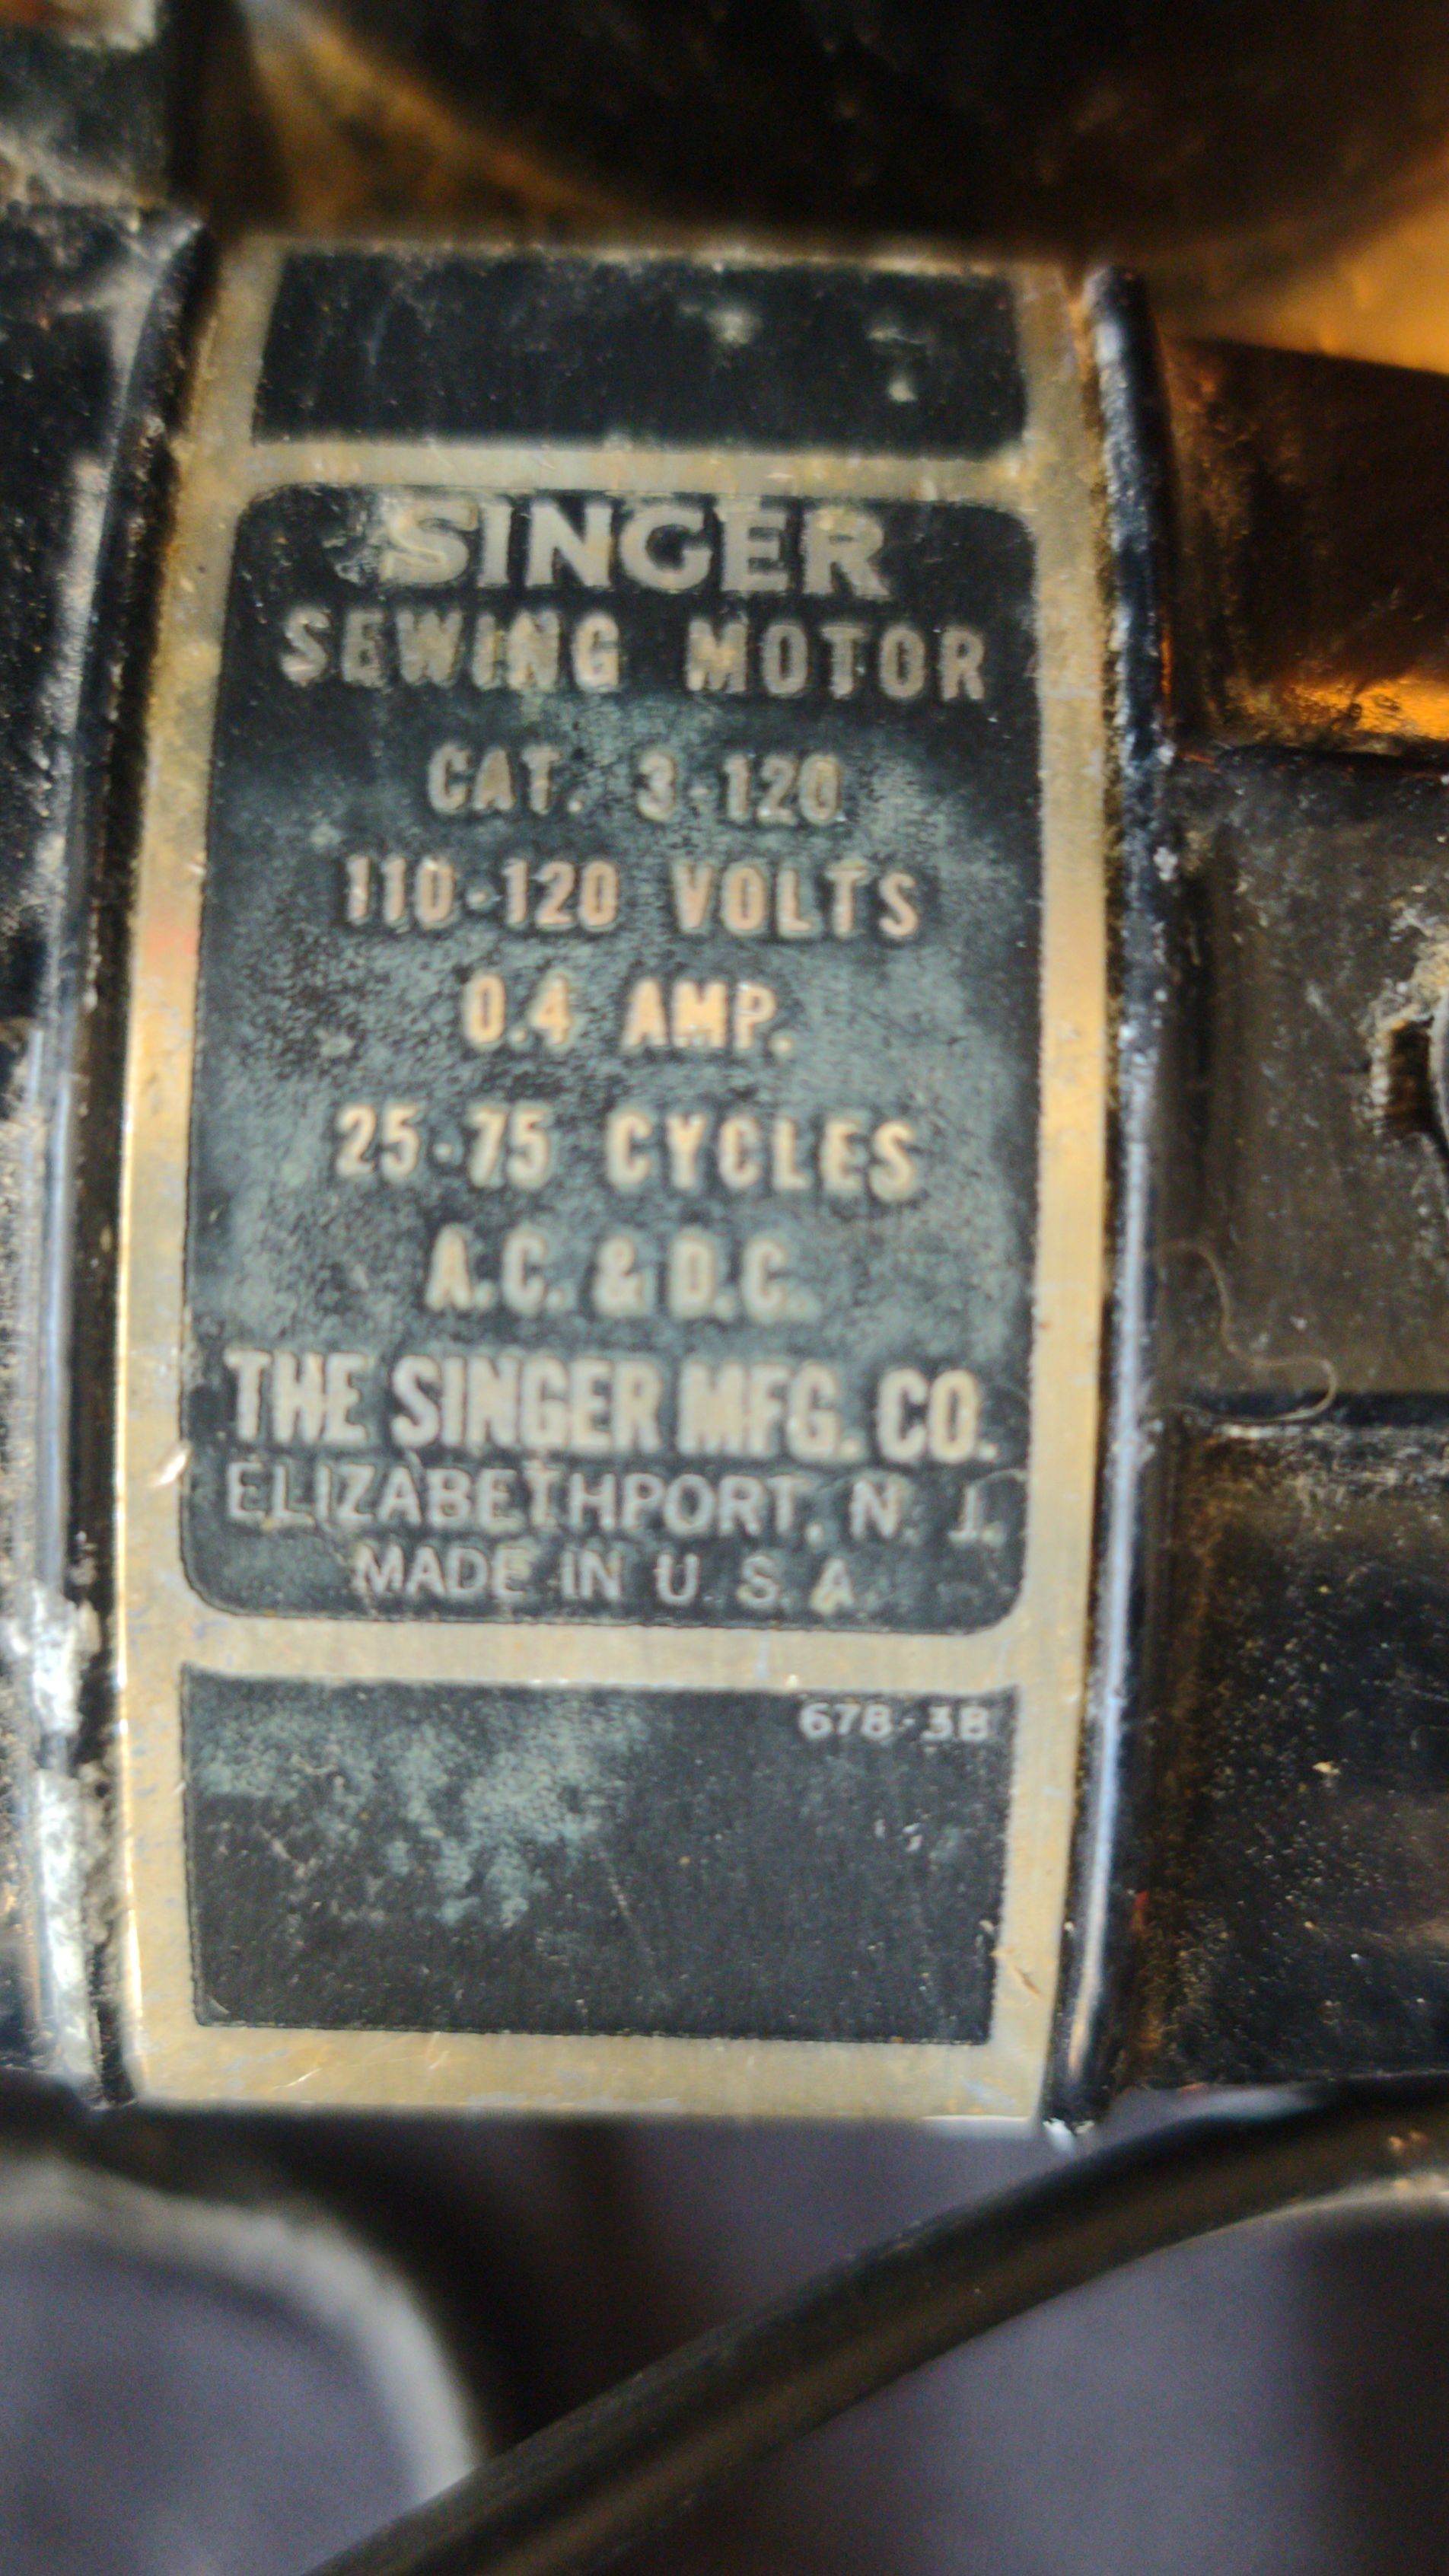 SINGER
SEWING MOTOR
CAT. 3-120
110-120 VOLTS
0.4 AMP.
25-75 CYCLES
A.C. & D.C.
THE SINGER MFG. CO.
ELIZABETHPORT, N. J.
MADE IN U. S. A.
678-3B